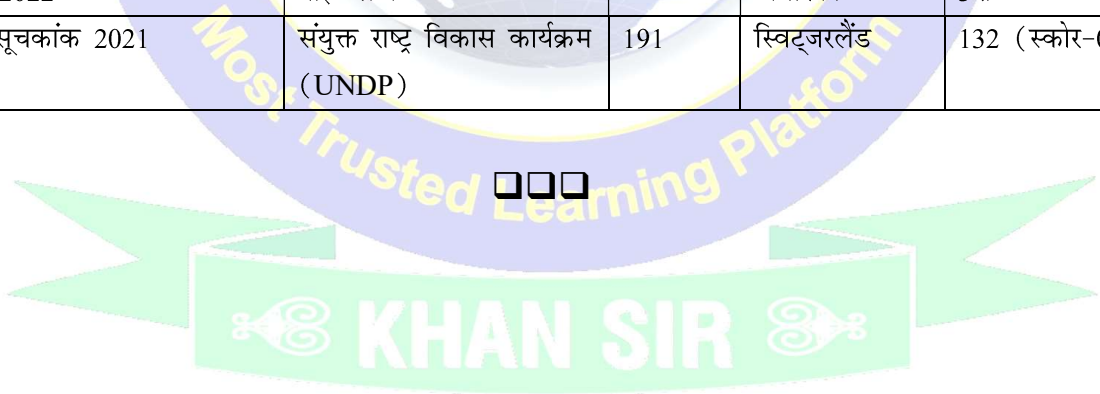 सूचकांक 2021 संयुक्त राष्ट्र विकास कार्यक्रम 191 स्विट्जरलैंड 132 (स्कोर-
(UNDP)
Most Trusted Learning Platform
KHAN SIR